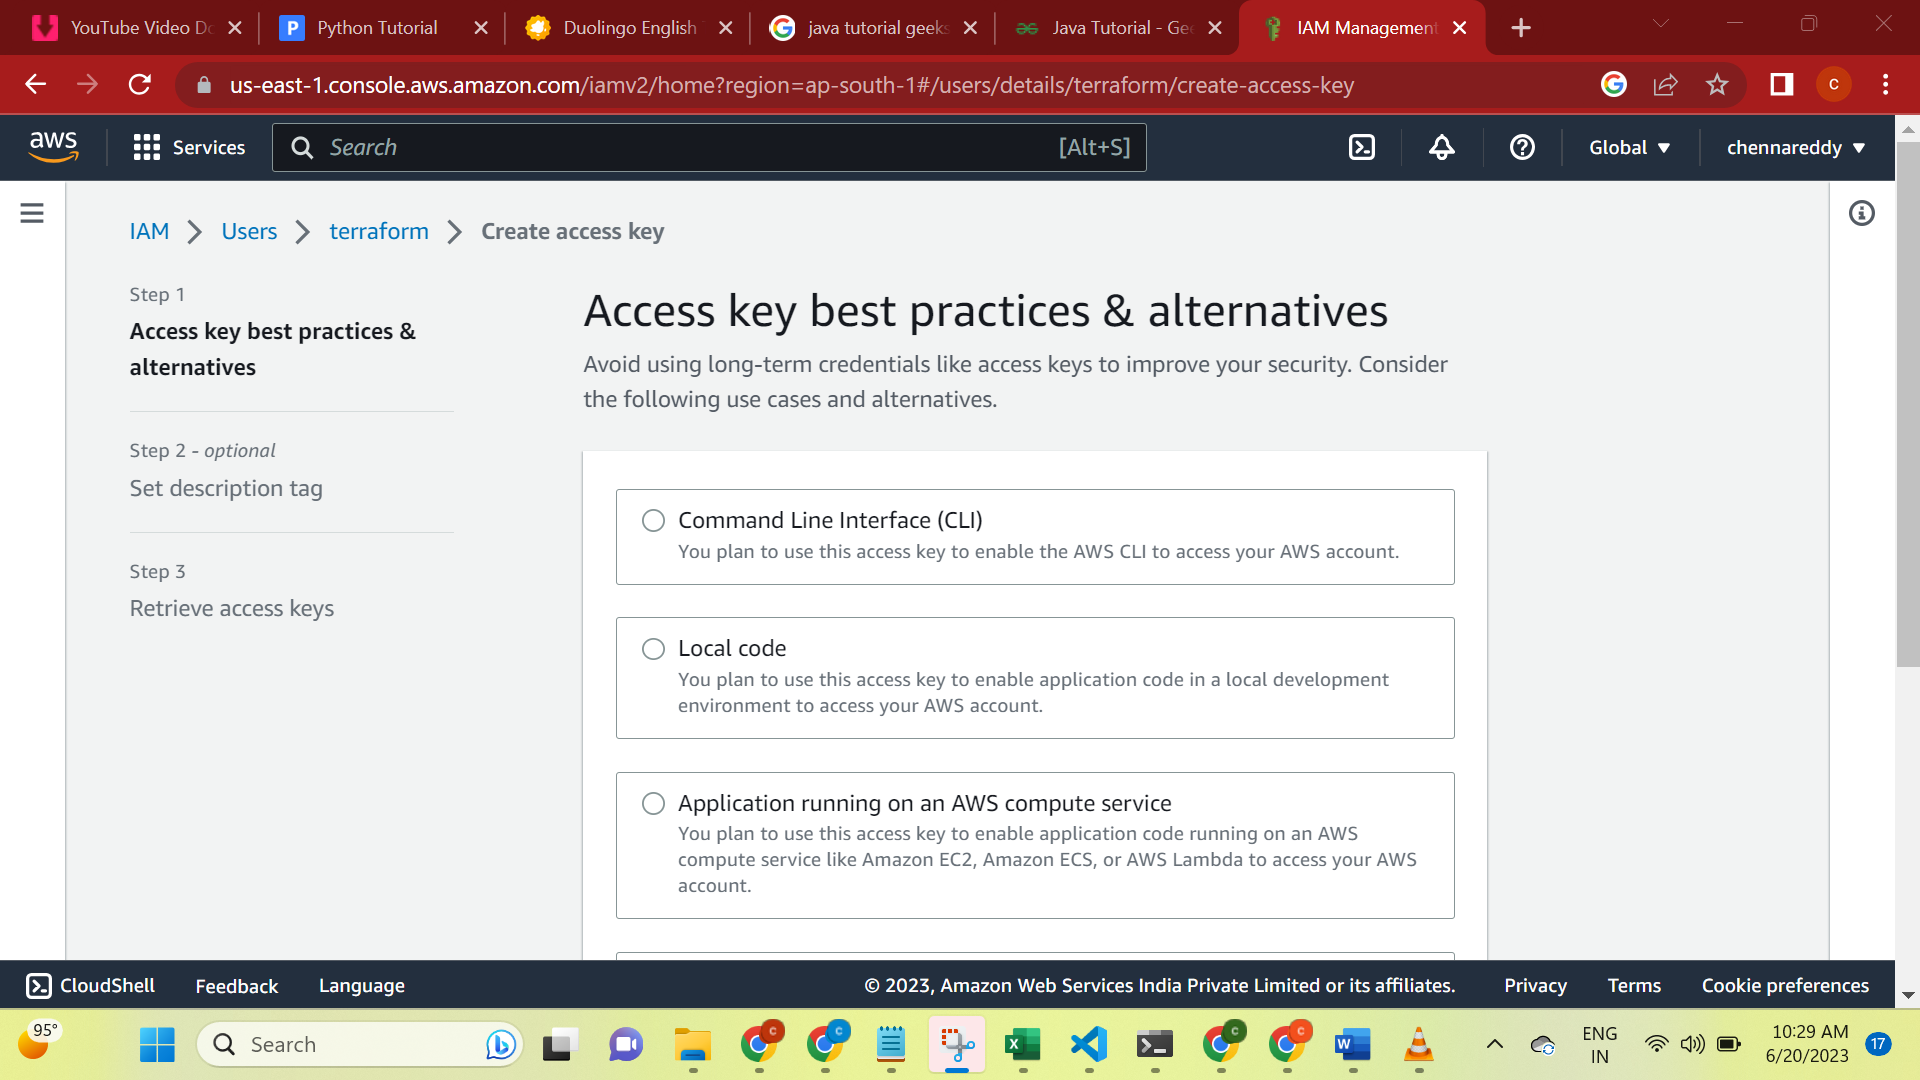 YouTube Video Do
Python Tutorial
Duolingo English T
java tutorial geeks
Java Tutorial - Gee
IAM Management
us-east-1.console.aws.amazon.com/iamv2/home?region=ap-south-1#/users/details/terraform/create-access-key
C
aws
Services
Search
[Alt+S]
Global
chennareddy
IAM > Users > terraform > Create access key
Step 1
Access key best practices &
alternatives
Step 2 - optional
Set description tag
Step 3
Retrieve access keys
Access key best practices & alternatives
Avoid using long-term credentials like access keys to improve your security. Consider
the following use cases and alternatives.
Command Line Interface (CLI)
You plan to use this access key to enable the AWS CLI to access your AWS account.
Local code
You plan to use this access key to enable application code in a local development
environment to access your AWS account.
Application running on an AWS compute service
You plan to use this access key to enable application code running on an AWS
compute service like Amazon EC2, Amazon ECS, or AWS Lambda to access your AWS
account.
CloudShell
Feedback
Language
© 2023, Amazon Web Services India Private Limited or its affiliates.
Privacy
Terms
Cookie preferences
95°
Search
ENG
IN
10:29 AM
6/20/2023
17